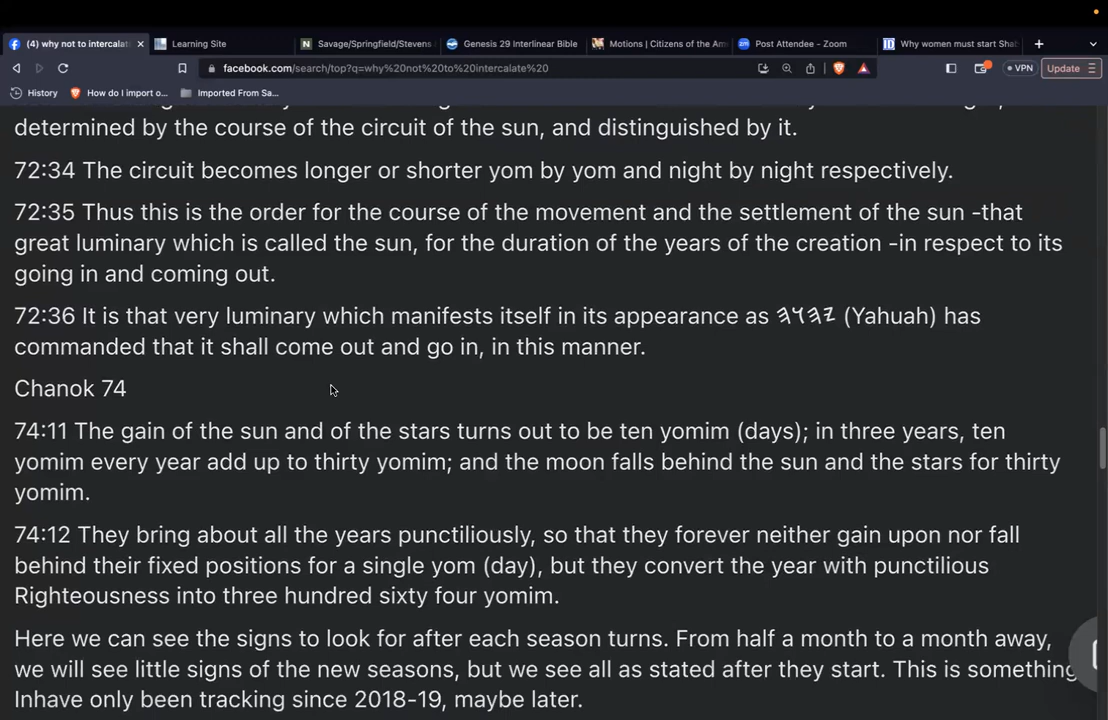 (4) why not to intercalat
Learning Site
Savage/Springfield/Stevens
Genesis 29 Interlinear Bible
Motions | Citizens of the Am
Post Attendee - Zoom
Why women must start Shab
facebook.com/search/top?q=why%20not%20to%20intercalate%20
VPN
Update
History
How do I import o...
Imported From Sa...
determined by the course of the circuit of the sun, and distinguished by it.
72:34 The circuit becomes longer or shorter yom by yom and night by night respectively.
72:35 Thus this is the order for the course of the movement and the settlement of the sun -that
great luminary which is called the sun, for the duration of the years of the creation -in respect to its
going in and coming out.
72:36 It is that very luminary which manifests itself in its appearance as 𐤉𐤄𐤅𐤄 (Yahuah) has
commanded that it shall come out and go in, in this manner.
Chanok 74
74:11 The gain of the sun and of the stars turns out to be ten yomim (days); in three years, ten
yomim every year add up to thirty yomim; and the moon falls behind the sun and the stars for thirty
yomim.
74:12 They bring about all the years punctiliously, so that they forever neither gain upon nor fall
behind their fixed positions for a single yom (day), but they convert the year with punctilious
Righteousness into three hundred sixty four yomim.
Here we can see the signs to look for after each season turns. From half a month to a month away,
we will see little signs of the new seasons, but we see all as stated after they start. This is something
Inhave only been tracking since 2018-19, maybe later.